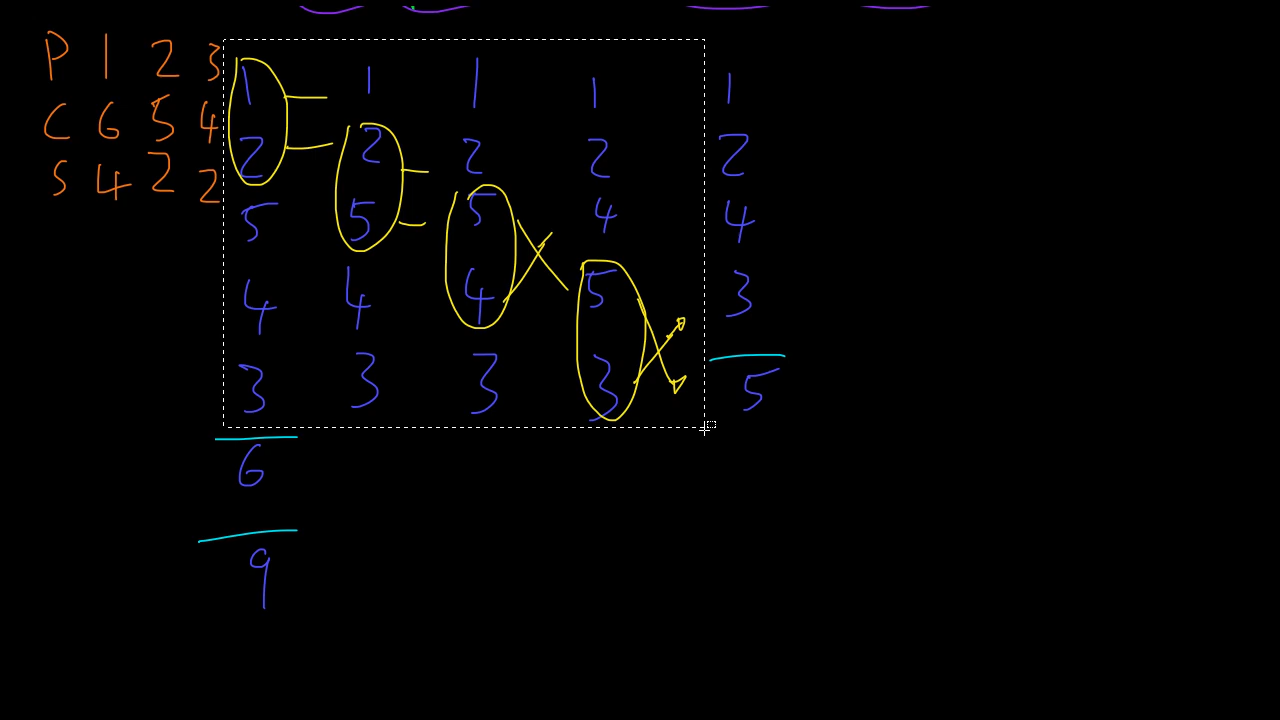 P 1 2 3
C 6 5 4
S 4 2 2
1 1 1 1 1
2 2 2 2 2
5 5 5 4 4
4 4 4 5 3
3 3 3 3 5
6
9